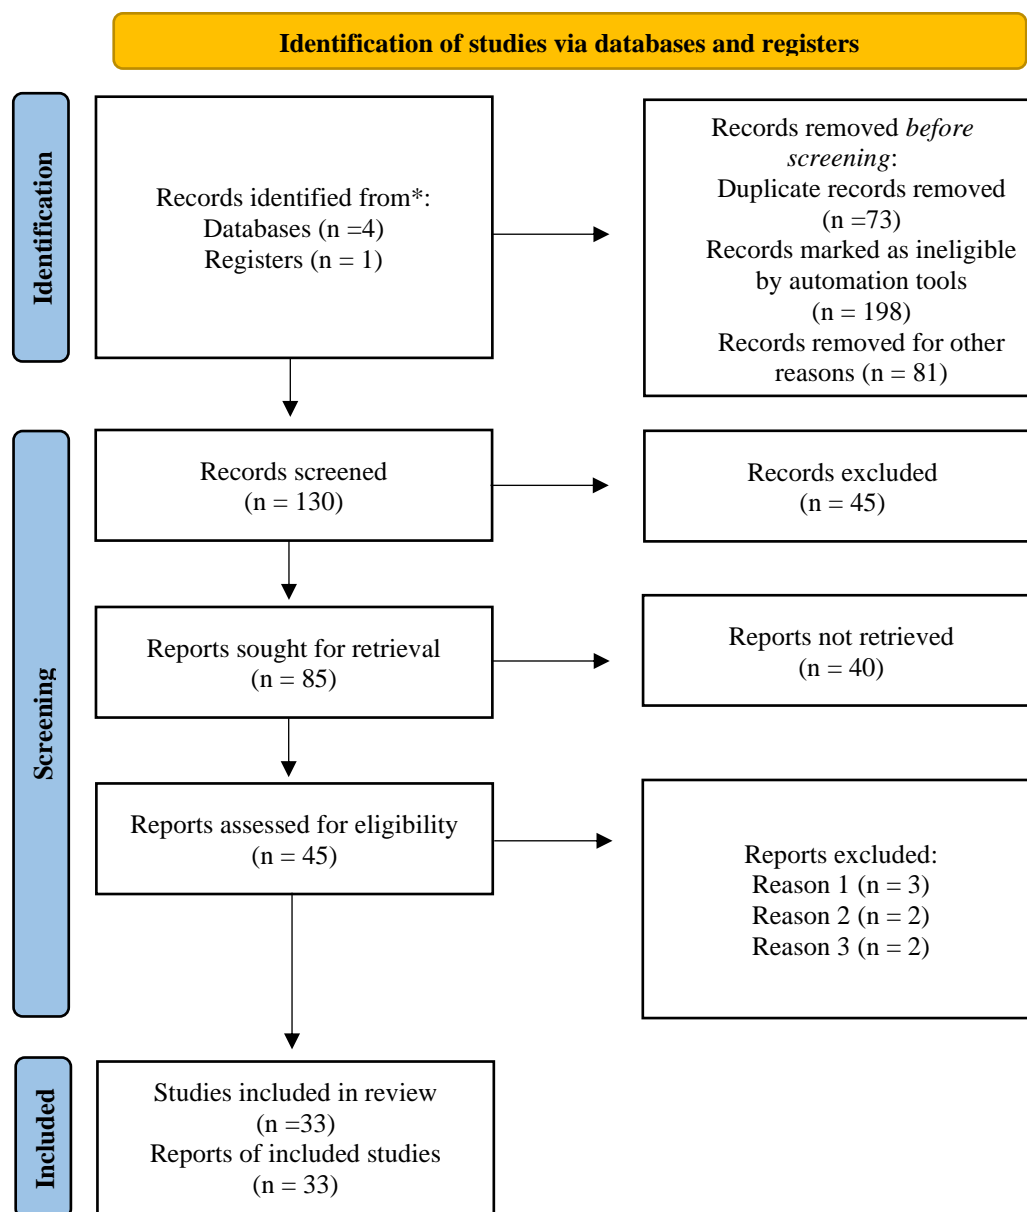 Identification of studies via databases and registers
Identification
Records identified from*:
Databases (n =4)
Registers (n = 1)
Records removed before
screening:
Duplicate records removed
(n =73)
Records marked as ineligible
by automation tools
(n = 198)
Records removed for other
reasons (n = 81)
Screening
Records screened
(n = 130)
Records excluded
(n = 45)
Reports sought for retrieval
(n = 85)
Reports not retrieved
(n = 40)
Reports assessed for eligibility
(n = 45)
Reports excluded:
Reason 1 (n = 3)
Reason 2 (n = 2)
Reason 3 (n = 2)
Included
Studies included in review
(n =33)
Reports of included studies
(n = 33)